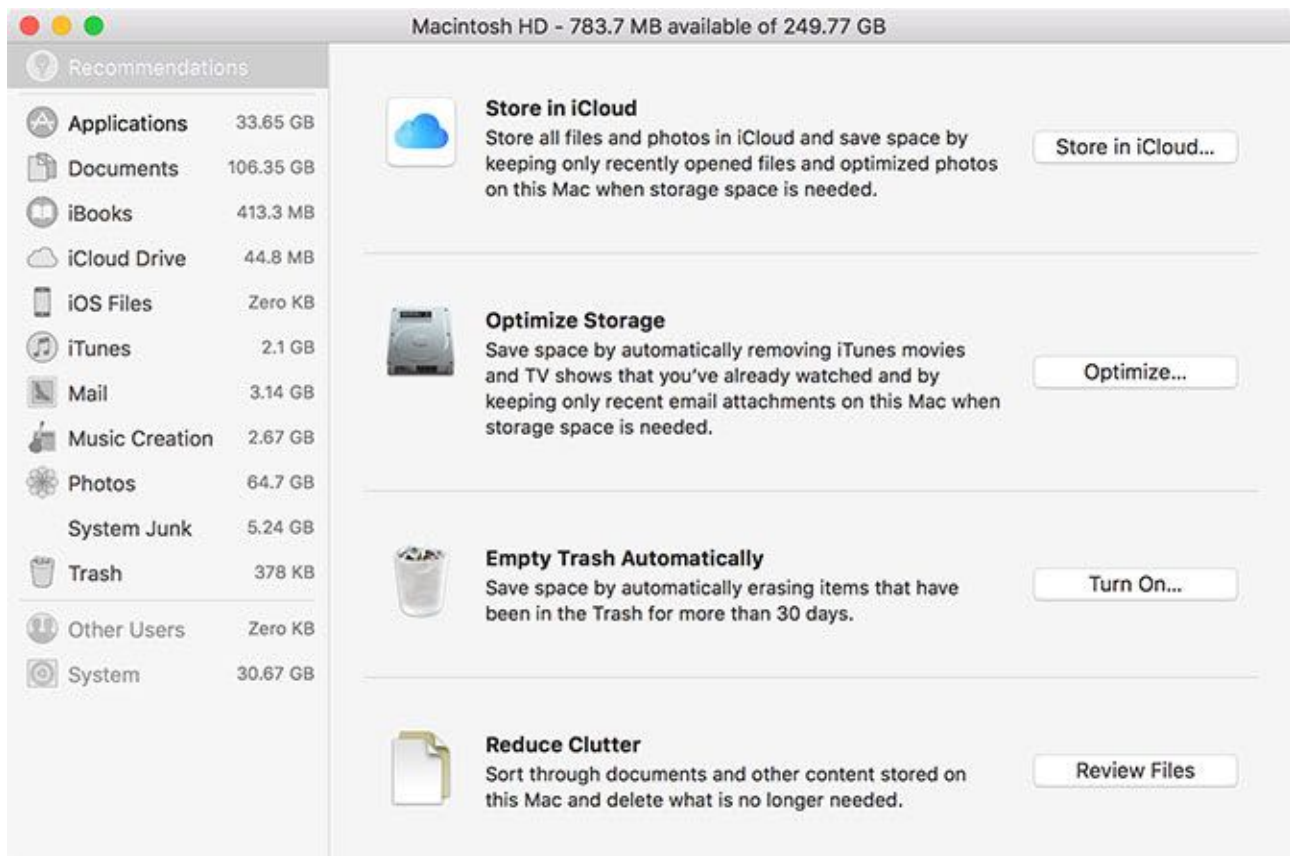 Macintosh HD - 783.7 MB available of 249.77 GB
Recommendations
Applications 33.65 GB
Documents 106.35 GB
iBooks 413.3 MB
iCloud Drive 44.8 MB
iOS Files Zero KB
iTunes 2.1 GB
Mail 3.14 GB
Music Creation 2.67 GB
Photos 64.7 GB
System Junk 5.24 GB
Trash 378 KB
Other Users Zero KB
System 30.67 GB
Store in iCloud
Store all files and photos in iCloud and save space by
keeping only recently opened files and optimized photos
on this Mac when storage space is needed.
Store in iCloud...
Optimize Storage
Save space by automatically removing iTunes movies
and TV shows that you've already watched and by
keeping only recent email attachments on this Mac when
storage space is needed.
Optimize...
Empty Trash Automatically
Save space by automatically erasing items that have
been in the Trash for more than 30 days.
Turn On...
Reduce Clutter
Sort through documents and other content stored on
this Mac and delete what is no longer needed.
Review Files